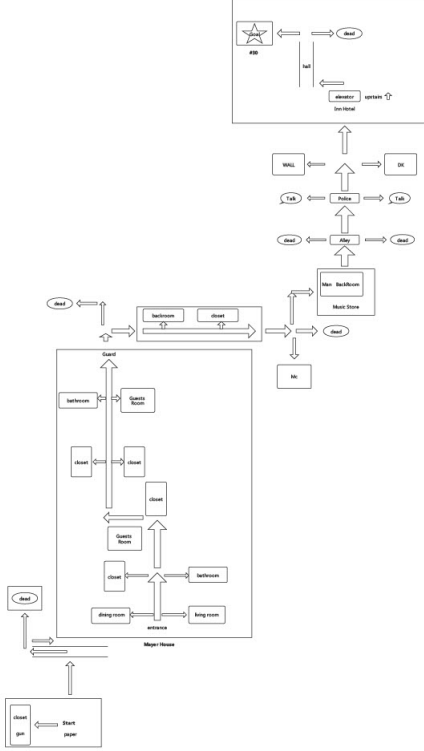 dead
#80
hall
elevator upstairs
Inn Hotel
WALL
DK
Talk
Police
Talk
dead
Alley
dead
Man BackRoom
Music Store
dead
backroom
closet
dead
Guard
Mc
bathroom
Guests
Room
closet
closet
closet
Guests
Room
closet
bathroom
dining room
living room
entrance
Mayer House
dead
closet
gun
Start
paper